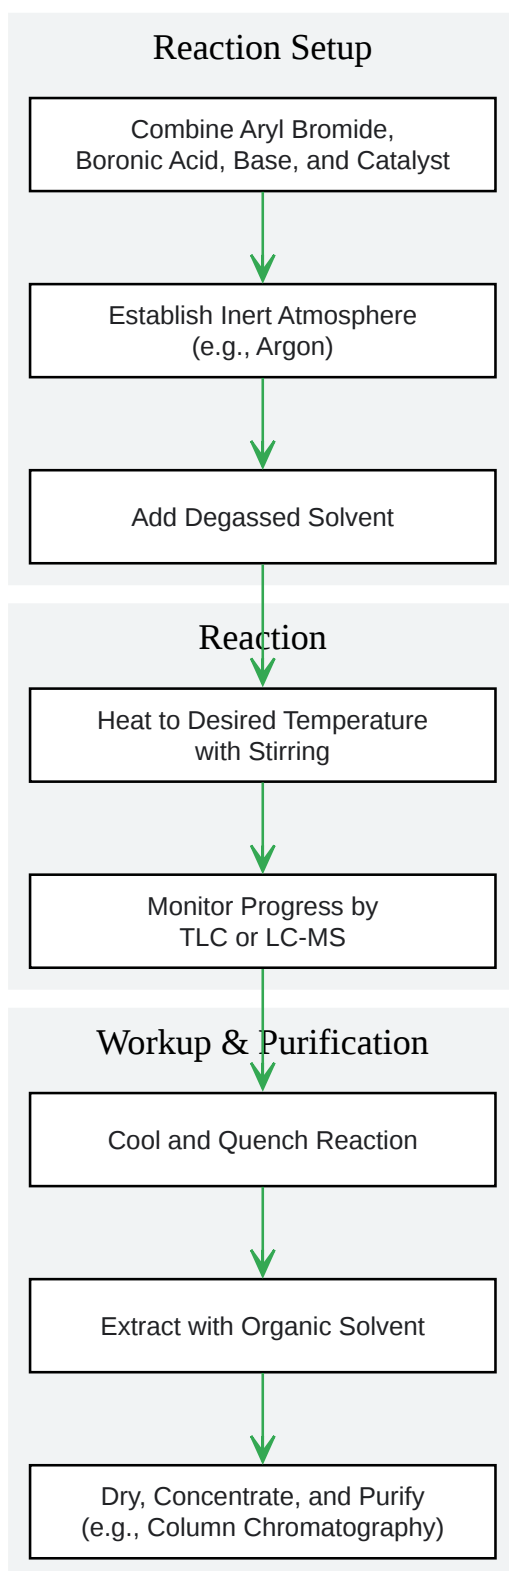 Reaction Setup
Combine Aryl Bromide,
Boronic Acid, Base, and Catalyst
Establish Inert Atmosphere
(e.g., Argon)
Add Degassed Solvent
Reaction
Heat to Desired Temperature
with Stirring
Monitor Progress by
TLC or LC-MS
Workup & Purification
Cool and Quench Reaction
Extract with Organic Solvent
Dry, Concentrate, and Purify
(e.g., Column Chromatography)